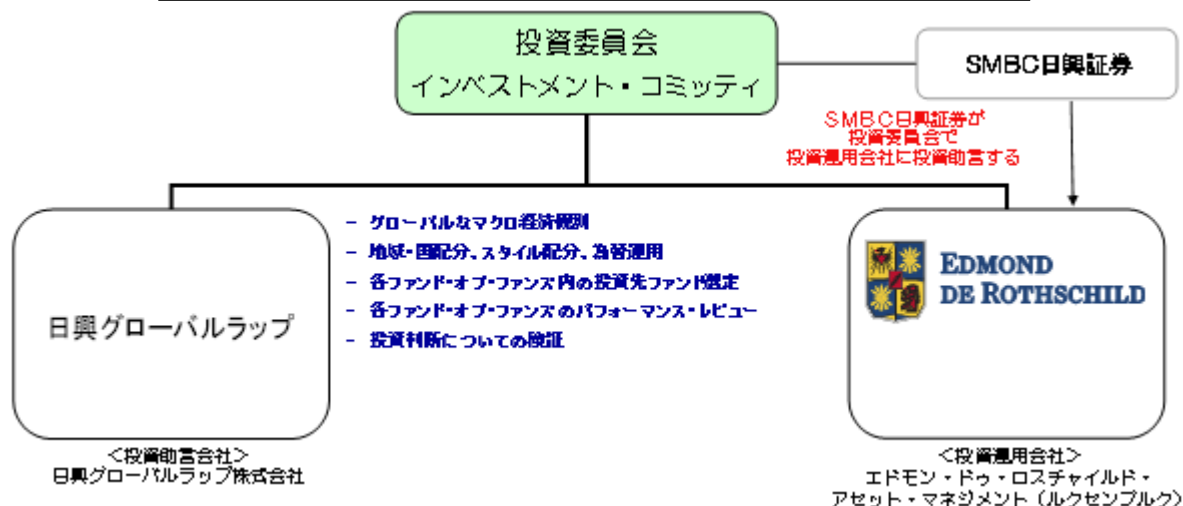 投資委員会
インベストメント・コミッティ
SMBC日興証券
SMBC日興証券が
投資委員会で
投資運用会社に投資助言する
- グローバルなマクロ経済観測
- 地域・国配分、スタイル配分、為替運用
- 各ファンド・オブ・ファンズ内の投資先ファンド選定
- 各ファンド・オブ・ファンズのパフォーマンス・レビュー
- 投資判断についての検証
日興グローバルラップ
EDMOND
DE ROTHSCHILD
<投資助言会社>
日興グローバルラップ株式会社
<投資運用会社>
エドモン・ドゥ・ロスチャイルド・
アセット・マネジメント（ルクセンブルク）